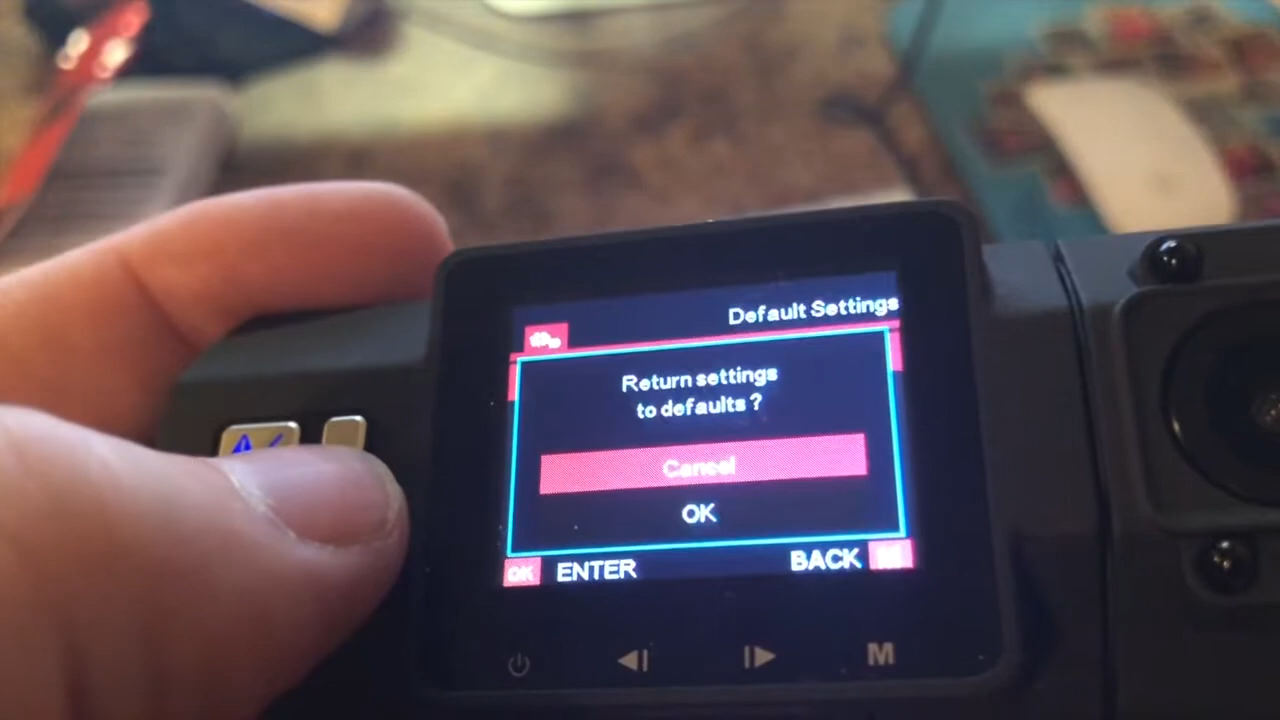 Default Settings
Return settings
to defaults ?
Cancel
OK
OK ENTER
BACK M
M